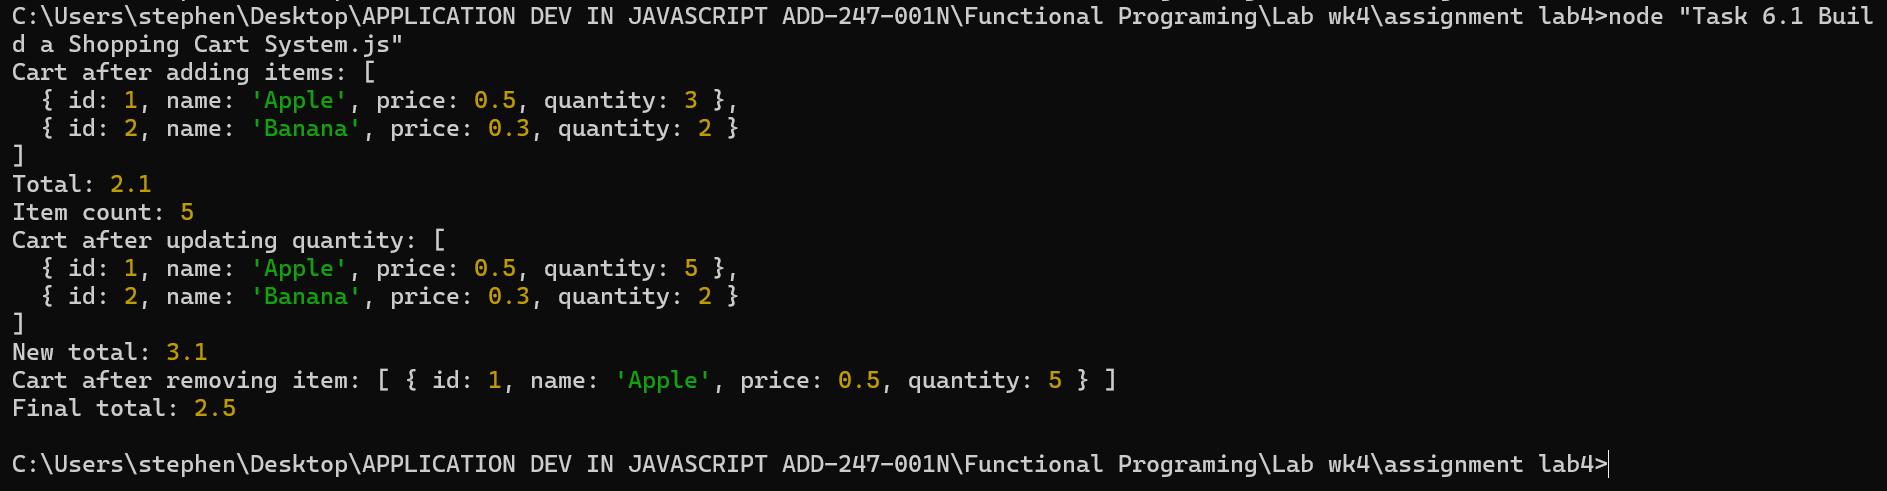 C:\Users\stephen\Desktop\APPLICATION DEV IN JAVASCRIPT ADD-247-001N\Functional Programing\Lab wk4\assignment lab4>node "Task 6.1 Buil
d a Shopping Cart System.js"
Cart after adding items: [
  { id: 1, name: 'Apple', price: 0.5, quantity: 3 },
  { id: 2, name: 'Banana', price: 0.3, quantity: 2 }
]
Total: 2.1
Item count: 5
Cart after updating quantity: [
  { id: 1, name: 'Apple', price: 0.5, quantity: 5 },
  { id: 2, name: 'Banana', price: 0.3, quantity: 2 }
]
New total: 3.1
Cart after removing item: [ { id: 1, name: 'Apple', price: 0.5, quantity: 5 } ]
Final total: 2.5

C:\Users\stephen\Desktop\APPLICATION DEV IN JAVASCRIPT ADD-247-001N\Functional Programing\Lab wk4\assignment lab4>